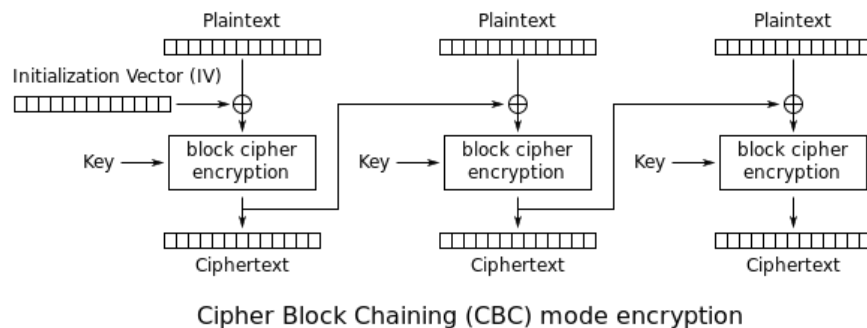 Plaintext
Plaintext
Plaintext
Initialization Vector (IV)
Key
block cipher
encryption
Key
block cipher
encryption
Key
block cipher
encryption
Ciphertext
Ciphertext
Ciphertext
Cipher Block Chaining (CBC) mode encryption